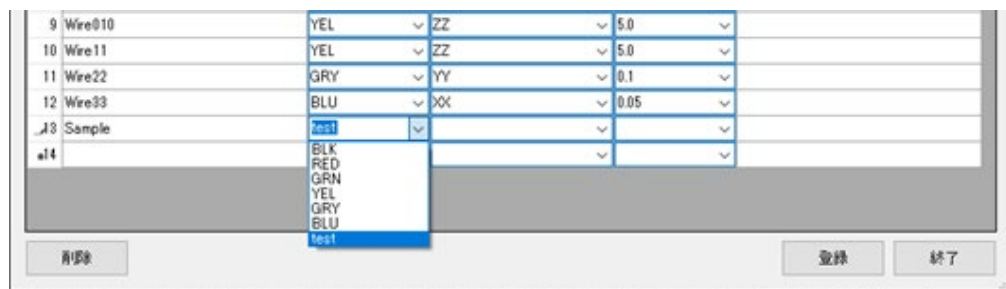 9 Wire010 YEL ZZ 5.0
10 Wire11 YEL ZZ 5.0
11 Wire22 GRY YY 0.1
12 Wire33 BLU XX 0.05
13 Sample test
14
BLK
RED
GRN
YEL
GRY
BLU
test
削除 登録 終了